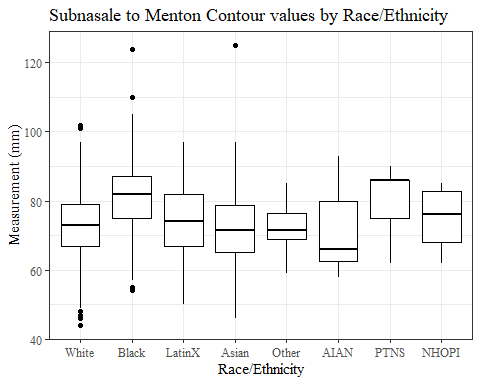 Subnasale to Menton Contour values by Race/Ethnicity
120
100
80
60
40
Measurement (mm)
White Black LatinX Asian Other AIAN PTNS NHOPI
Race/Ethnicity